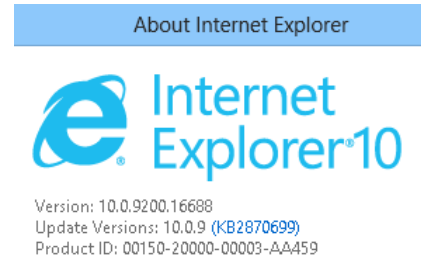 About Internet Explorer
Internet
Explorer®10
Version: 10.0.9200.16688
Update Versions: 10.0.9 (KB2870699)
Product ID: 00150-20000-00003-AA459